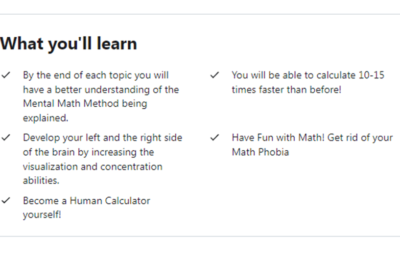 What you'll learn
By the end of each topic you will
have a better understanding of the
Mental Math Method being
explained.
You will be able to calculate 10-15
times faster than before!
Develop your left and the right side
of the brain by increasing the
visualization and concentration
abilities.
Have Fun with Math! Get rid of your
Math Phobia
Become a Human Calculator
yourself!